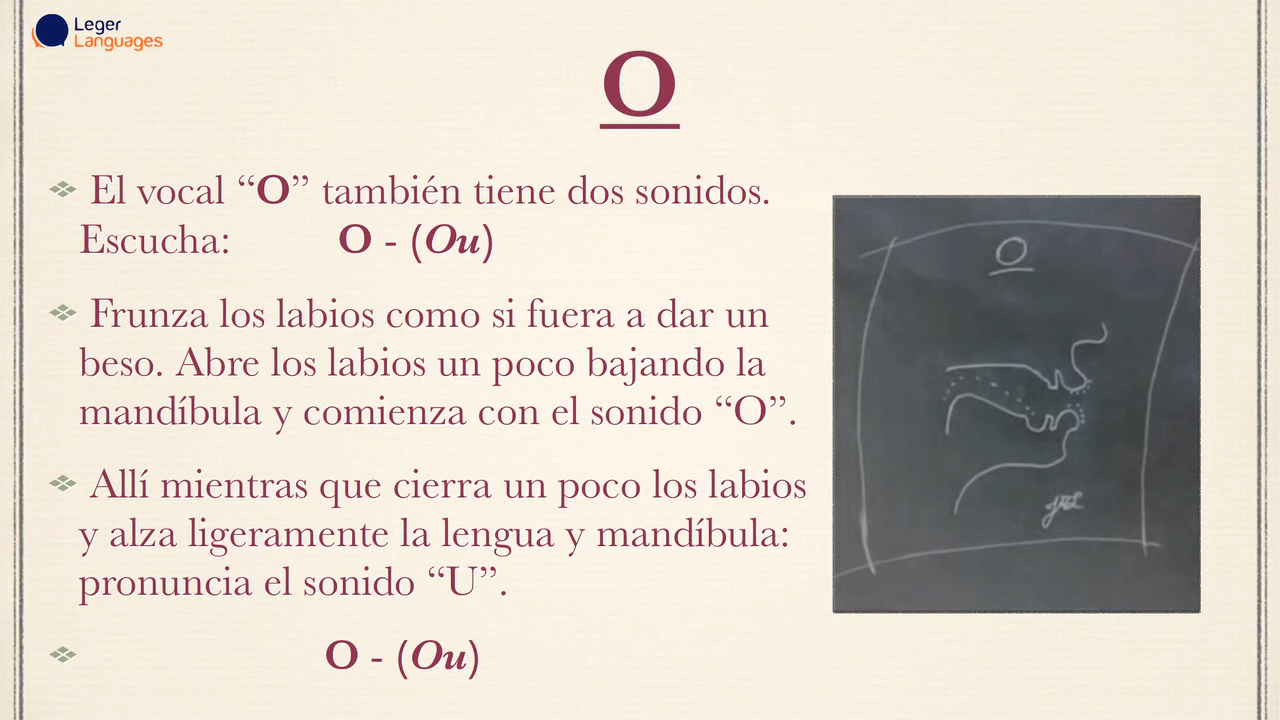 Leger
Languages
O
El vocal “O” también tiene dos sonidos.
Escucha: O - (Ou)
Frunza los labios como si fuera a dar un
beso. Abre los labios un poco bajando la
mandíbula y comienza con el sonido “O”.
Allí mientras que cierra un poco los labios
y alza ligeramente la lengua y mandíbula:
pronuncia el sonido “U”.
O - (Ou)
O